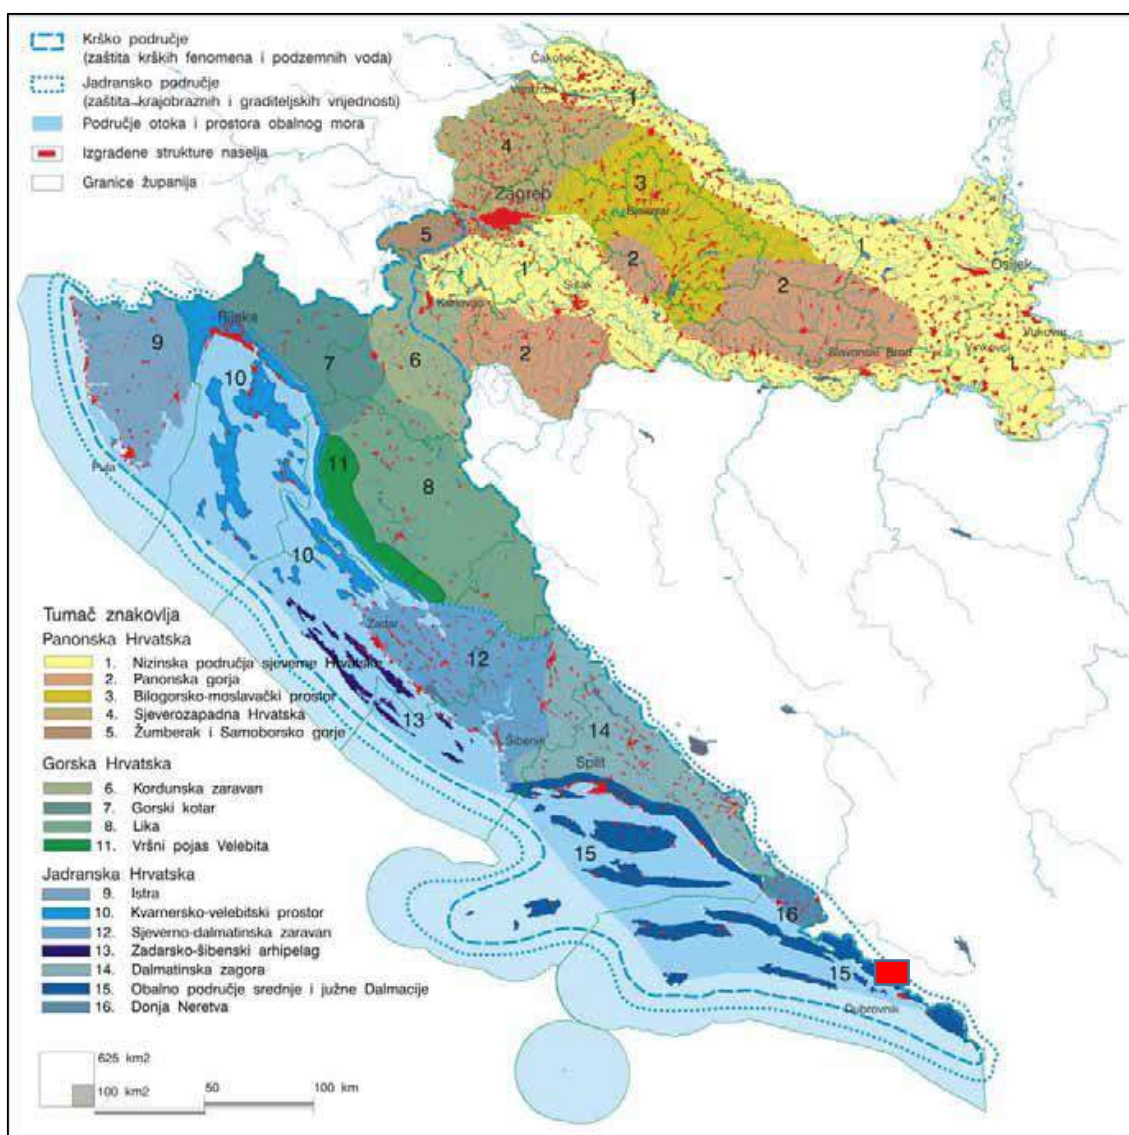 Krško područje
(zaštita krških fenomena i podzemnih voda)
Jadransko područje
(zaštita krajobraznih i graditeljskih vrijednosti)
Područje otoka i prostora obalnog mora
Izgrađene strukture naselja
Granice županija
Čakovec
Varaždin
1
4
3
Zagreb
Bjelovar
5
1
2
1
2
Osijek
Sisak
Karlovac
Rijeka
9
7
6
2
Slavonski Brod
Vinkovci
Vukovar
1
10
Pula
11
8
10
Zadar
12
13
Šibenik
14
Split
15
16
15
Dubrovnik
Tumač znakovlja
Panonska Hrvatska
1. Nizinska područja sjeverne Hrvatske
2. Panonska gorja
3. Bilogorsko-moslavački prostor
4. Sjeverozapadna Hrvatska
5. Žumberak i Samoborsko gorje
Gorska Hrvatska
6. Kordunska zaravan
7. Gorski kotar
8. Lika
11. Vršni pojas Velebita
Jadranska Hrvatska
9. Istra
10. Kvarnersko-velebitski prostor
12. Sjeverno-dalmatinska zaravan
13. Zadarsko-šibenski arhipelag
14. Dalmatinska zagora
15. Obalno područje srednje i južne Dalmacije
16. Donja Neretva
625 km2
100 km2
50
100 km